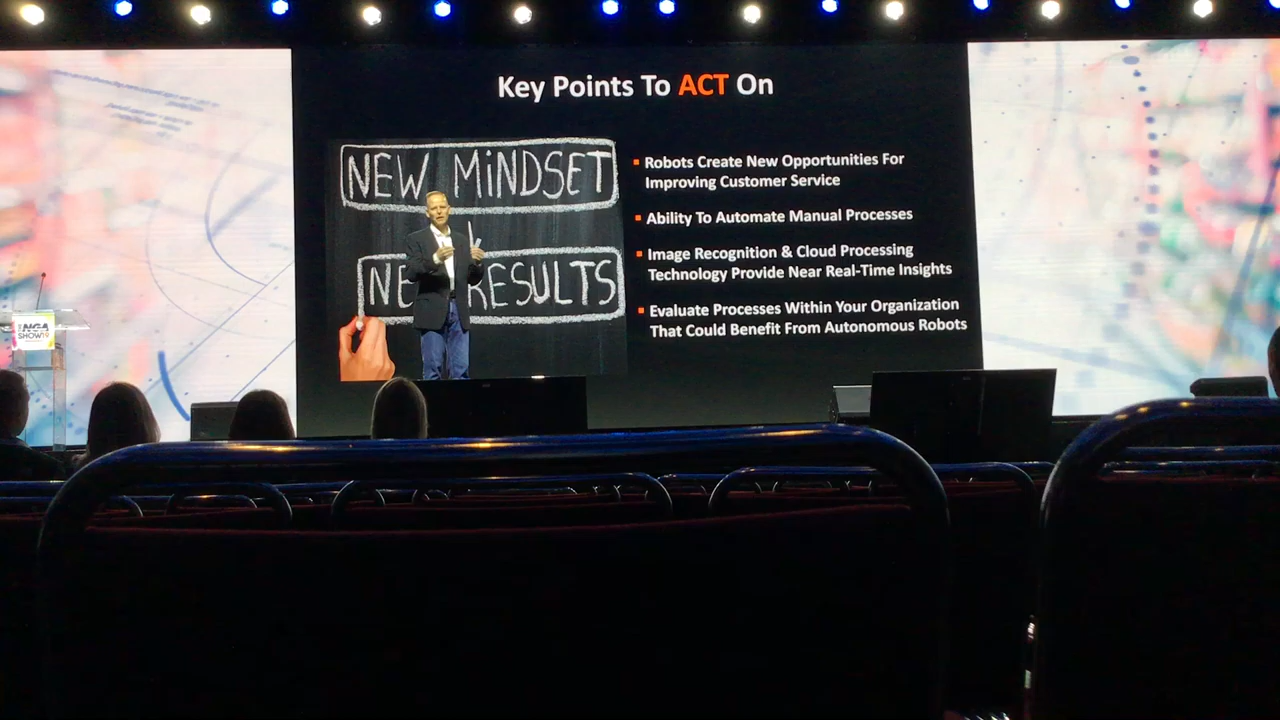 Key Points To ACT On
NEW MiNDSET
NE RESULTS
Robots Create New Opportunities For
Improving Customer Service
Ability To Automate Manual Processes
Image Recognition & Cloud Processing
Technology Provide Near Real-Time Insights
Evaluate Processes Within Your Organization
That Could Benefit From Autonomous Robots
NGA
SHOW19